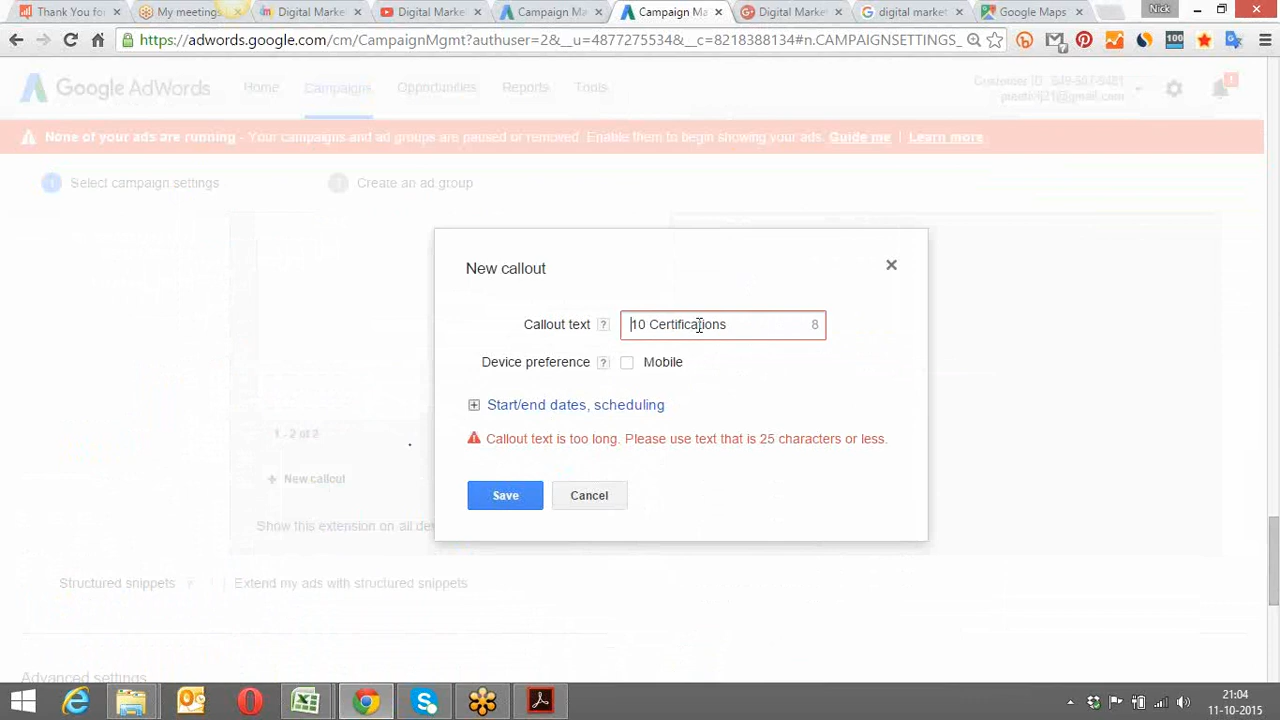 Thank You for
My meetings
Digital Marke
Digital Marke
Campaign Ma
Campaign Ma
Digital Marke
digital market
Google Maps
Nick
https://adwords.google.com/cm/CampaignMgmt?authuser=2&__u=4877275534&__c=8218388134#n.CAMPAIGNSETTINGS_
Google AdWords
Home
Campaigns
Opportunities
Reports
Tools
None of your ads are running - Your campaigns and ad groups are paused or removed. Enable them to begin showing your ads. Guide me | Learn more
Select campaign settings
Create an ad group
New callout
Callout text ? 10 Certifications 8
Device preference ? Mobile
Start/end dates, scheduling
Callout text is too long. Please use text that is 25 characters or less.
1 - 2 of 2
+ New callout
Save
Cancel
Show this extension on all de
Structured snippets ? Extend my ads with structured snippets
Advanced settings
21:04
11-10-2015